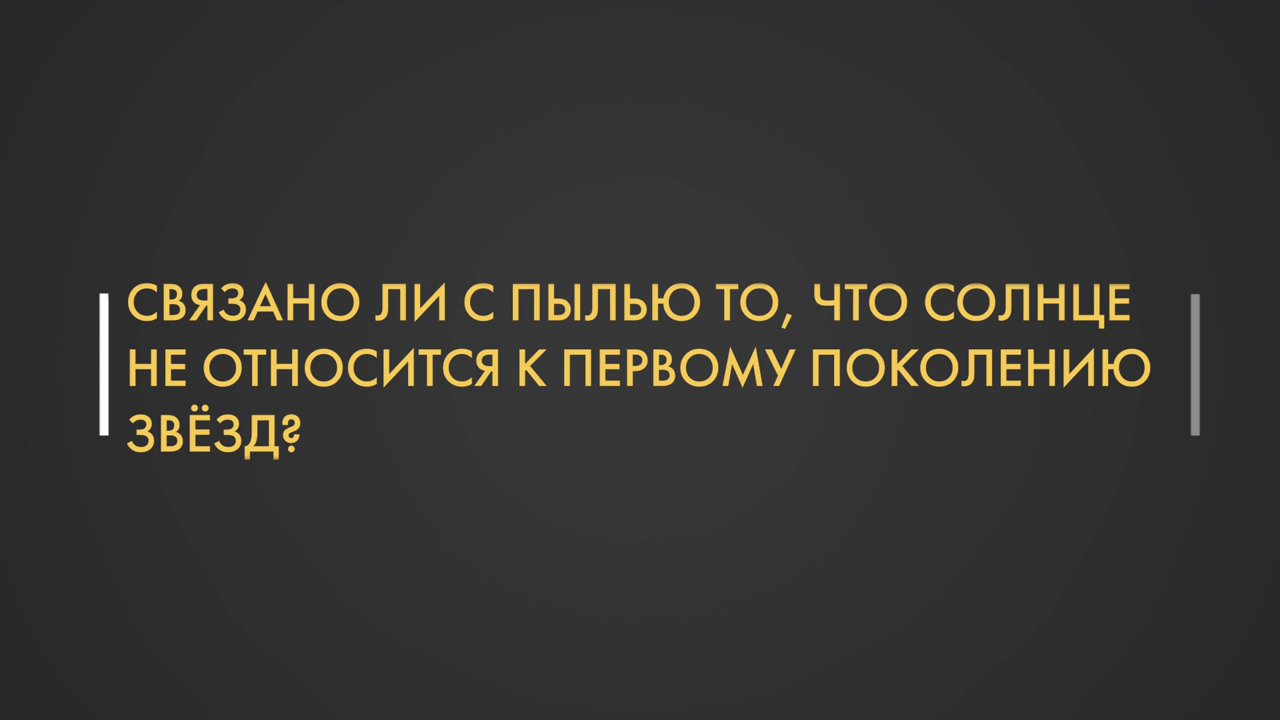 СВЯЗАНО ЛИ С ПЫЛЬЮ ТО, ЧТО СОЛНЦЕ
НЕ ОТНОСИТСЯ К ПЕРВОМУ ПОКОЛЕНИЮ
ЗВЁЗД?